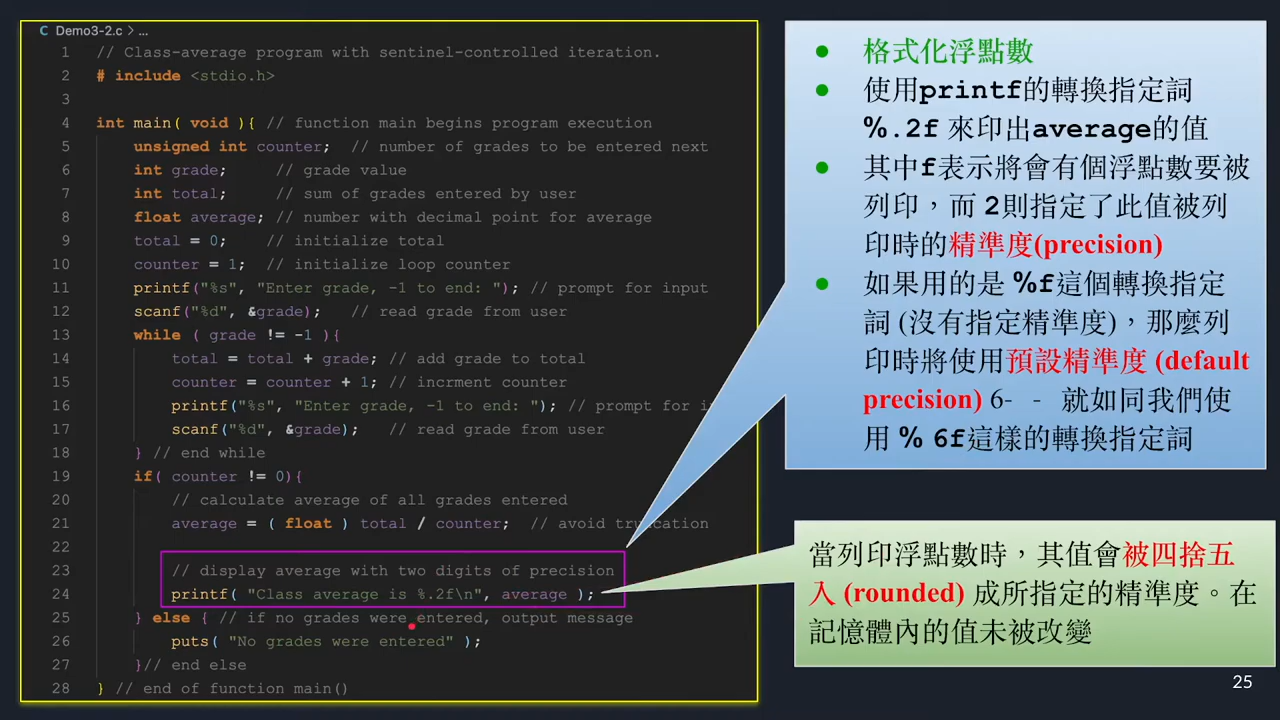 C Demo3-2.c > ...
1 // Class-average program with sentinel-controlled iteration.
2 # include <stdio.h>
3
4 int main( void ){ // function main begins program execution
5 unsigned int counter; // number of grades to be entered next
6 int grade; // grade value
7 int total; // sum of grades entered by user
8 float average; // number with decimal point for average
9 total = 0; // initialize total
10 counter = 1; // initialize loop counter
11 printf("%s", "Enter grade, -1 to end: "); // prompt for input
12 scanf("%d", &grade); // read grade from user
13 while ( grade != -1 ){
14 total = total + grade; // add grade to total
15 counter = counter + 1; // incrment counter
16 printf("%s", "Enter grade, -1 to end: "); // prompt for i
17 scanf("%d", &grade); // read grade from user
18 } // end while
19 if( counter != 0){
20 // calculate average of all grades entered
21 average = ( float ) total / counter; // avoid truncation
22
23 // display average with two digits of precision
24 printf( "Class average is %.2f\n", average );
25 } else { // if no grades were entered, output message
26 puts( "No grades were entered" );
27 }// end else
28 } // end of function main()
● 格式化浮點數
● 使用printf的轉換指定詞
%.2f 來印出average的值
● 其中f表示將會有個浮點數要被
列印，而 2則指定了此值被列
印時的精準度(precision)
● 如果用的是 %f這個轉換指定
詞 (沒有指定精準度)，那麼列
印時將使用預設精準度 (default
precision) 6- - 就如同我們使
用 % 6f這樣的轉換指定詞
當列印浮點數時，其值會被四捨五
入 (rounded) 成所指定的精準度。在
記憶體內的值未被改變
25